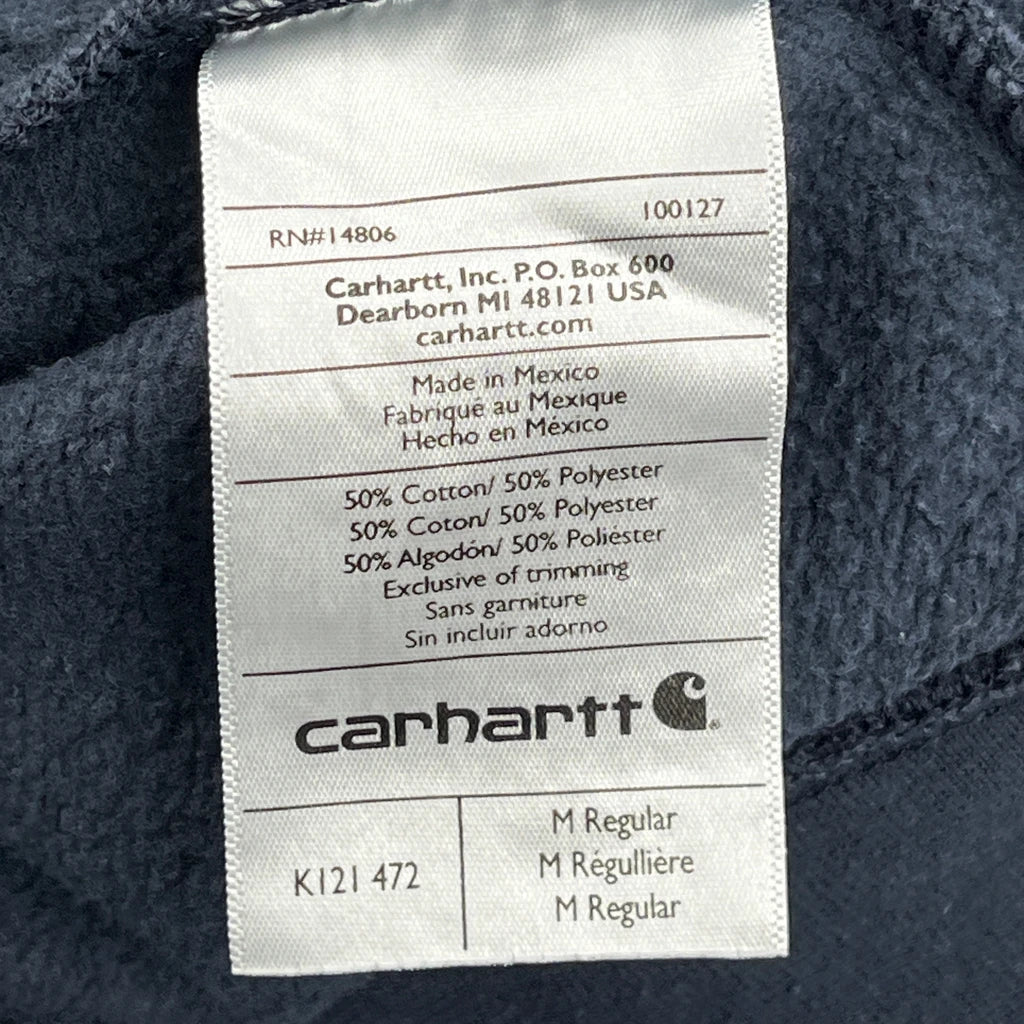 RN#14806 100127
Carhartt, Inc. P.O. Box 600
Dearborn MI 48121 USA
carhartt.com
Made in Mexico
Fabriqué au Mexique
Hecho en México
50% Cotton/ 50% Polyester
50% Coton/ 50% Polyester
50% Algodón/ 50% Poliéster
Exclusive of trimming
Sans garniture
Sin incluir adorno
carhartt ®
K121 472
M Regular
M Régullière
M Regular